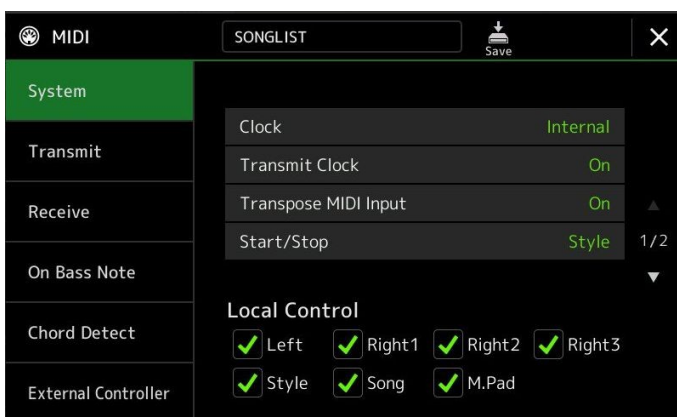 MIDI
SONGLIST
Save
System
Transmit
Receive
On Bass Note
Chord Detect
External Controller
Clock Internal
Transmit Clock On
Transpose MIDI Input On
Start/Stop Style
1/2
Local Control
Left Right1 Right2 Right3
Style Song M.Pad